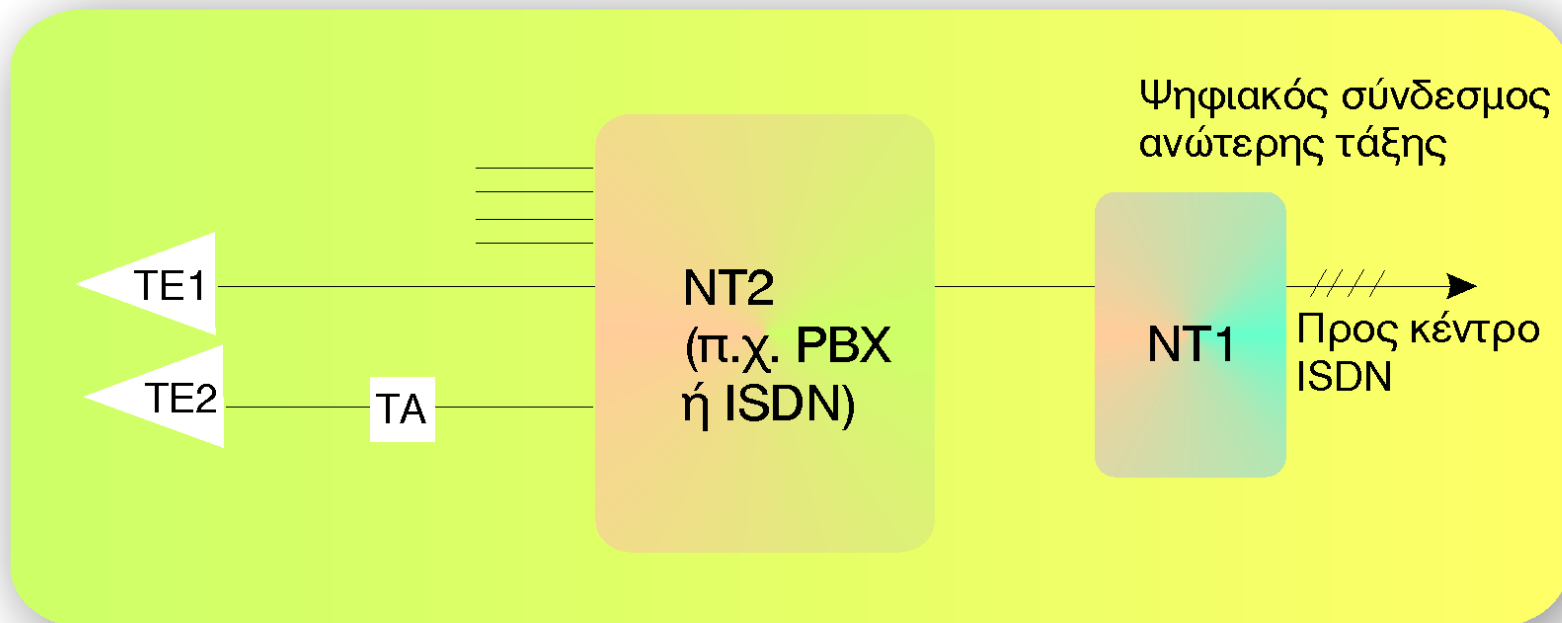 Ψηφιακός σύνδεσμος
ανώτερης τάξης
TE1
NT2
(π.χ. PBX
ή ISDN)
TE2
TA
NT1
Προς κέντρο
ISDN